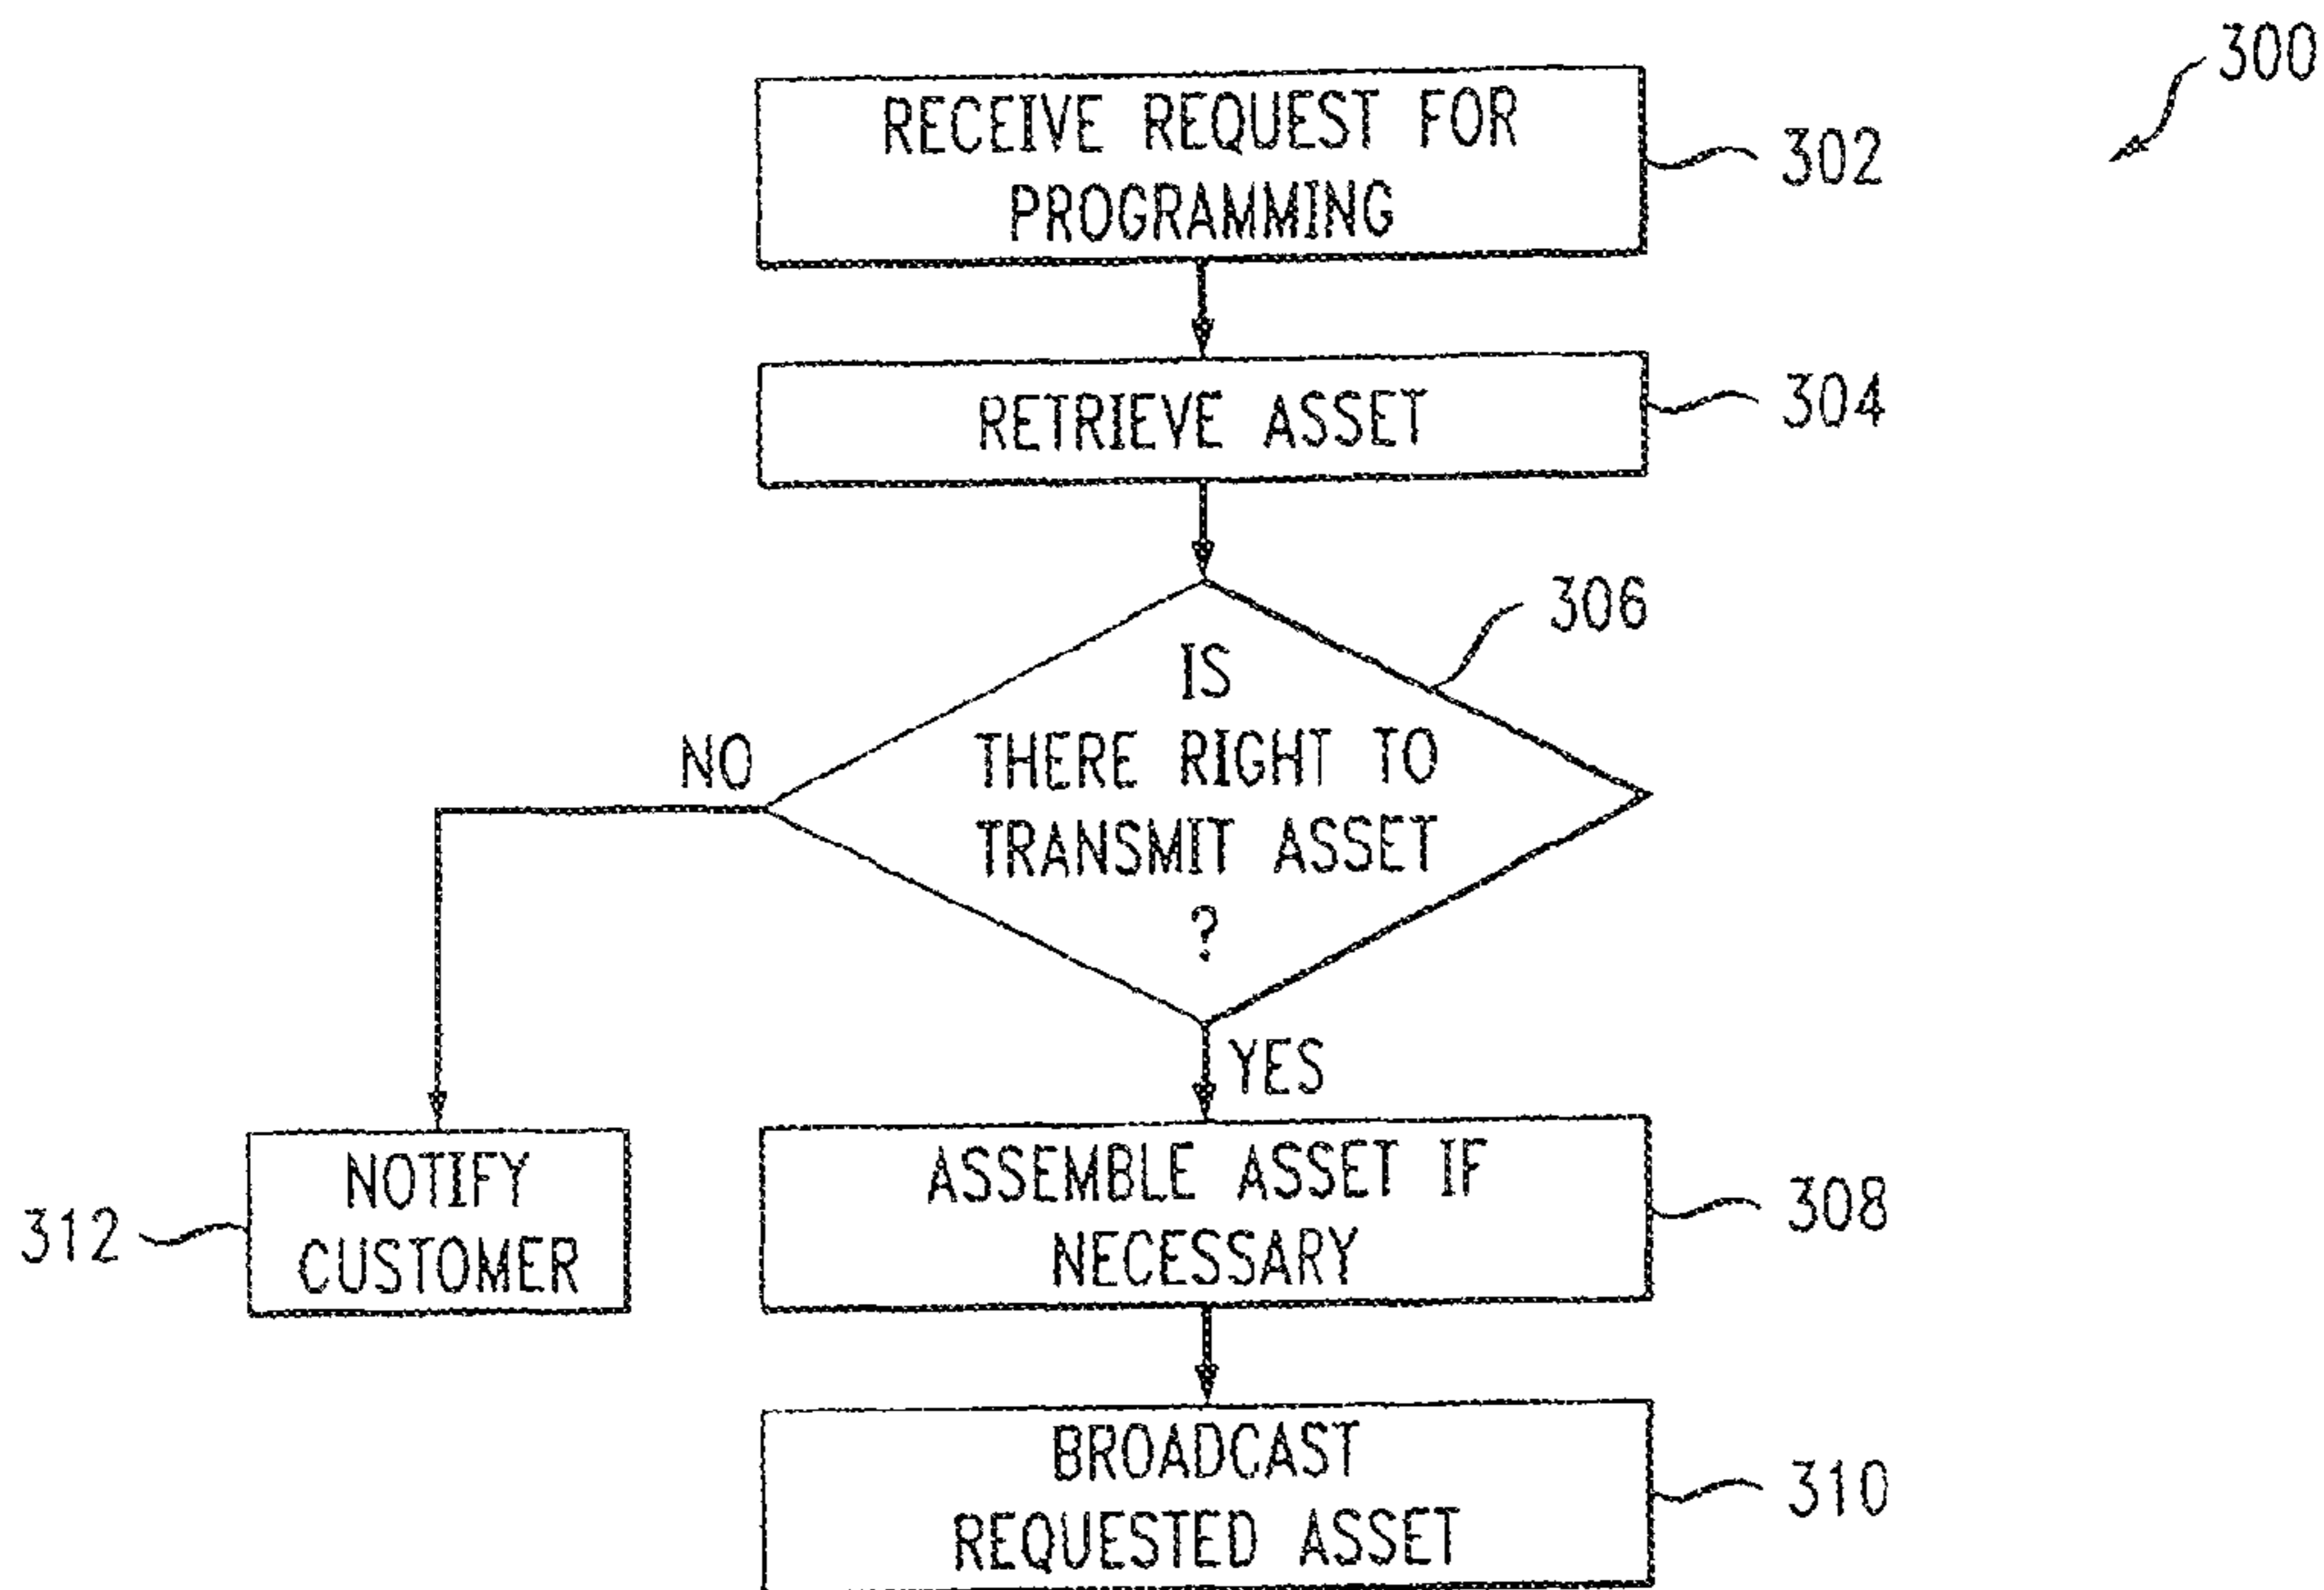 300
RECEIVE REQUEST FOR
PROGRAMMING
302
RETRIEVE ASSET
304
306
IS
THERE RIGHT TO
TRANSMIT ASSET
?
NO
YES
NOTIFY
CUSTOMER
312
ASSEMBLE ASSET IF
NECESSARY
308
BROADCAST
REQUESTED ASSET
310